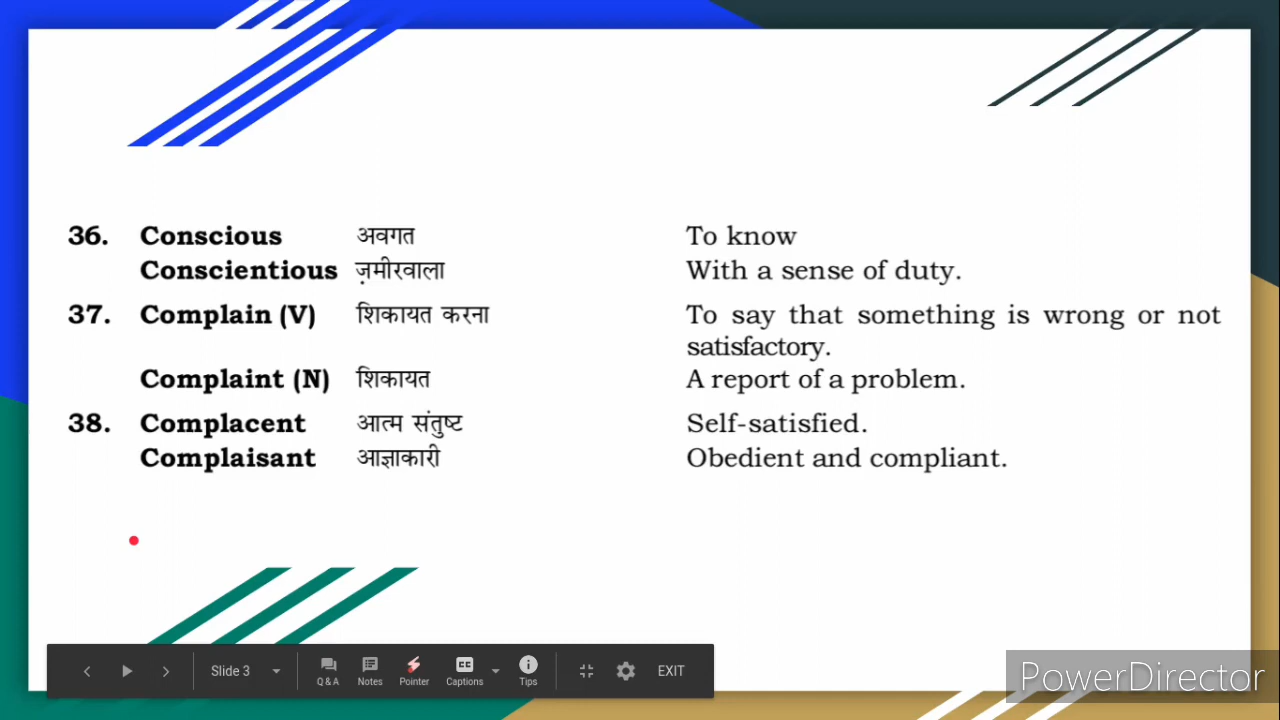 36. Conscious अवगत To know
Conscientious ज़मीरवाला With a sense of duty.
37. Complain (V) शिकायत करना To say that something is wrong or not
satisfactory.
Complaint (N) शिकायत A report of a problem.
38. Complacent आत्म संतुष्ट Self-satisfied.
Complaisant आज्ञाकारी Obedient and compliant.
Slide 3 Q & A Notes Pointer Captions Tips EXIT
PowerDirector